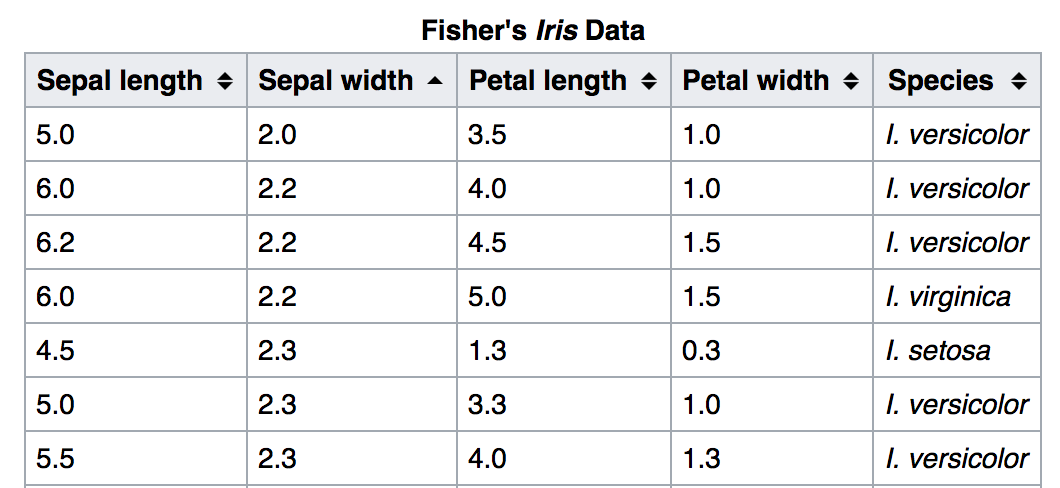 Fisher's Iris Data
Sepal length Sepal width Petal length Petal width Species
5.0 2.0 3.5 1.0 I. versicolor
6.0 2.2 4.0 1.0 I. versicolor
6.2 2.2 4.5 1.5 I. versicolor
6.0 2.2 5.0 1.5 I. virginica
4.5 2.3 1.3 0.3 I. setosa
5.0 2.3 3.3 1.0 I. versicolor
5.5 2.3 4.0 1.3 I. versicolor